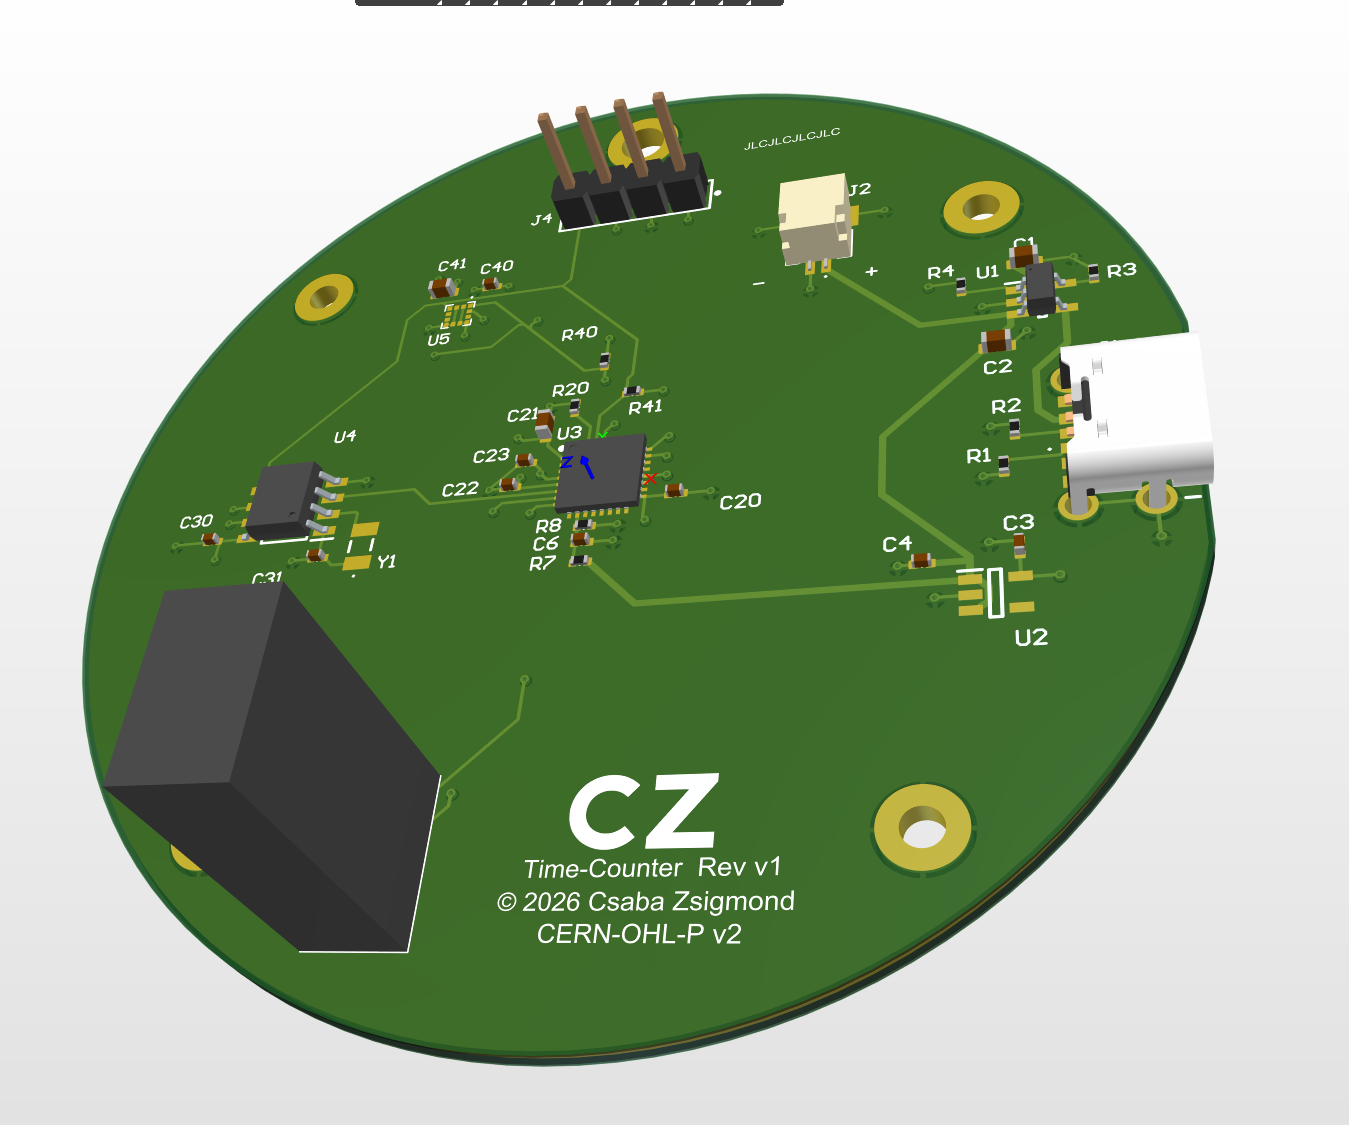 JLCJLCJLCJLC
J2
J4
C41
C40
C1
R4
U1
R3
+
U5
R40
C2
R20
R41
C21
R2
U4
U3
Z
C23
R1
X
C22
C20
C30
R8
C3
C6
C4
R7
Y1
C31
U2
CZ
Time-Counter Rev v1
© 2026 Csaba Zsigmond
CERN-OHL-P v2